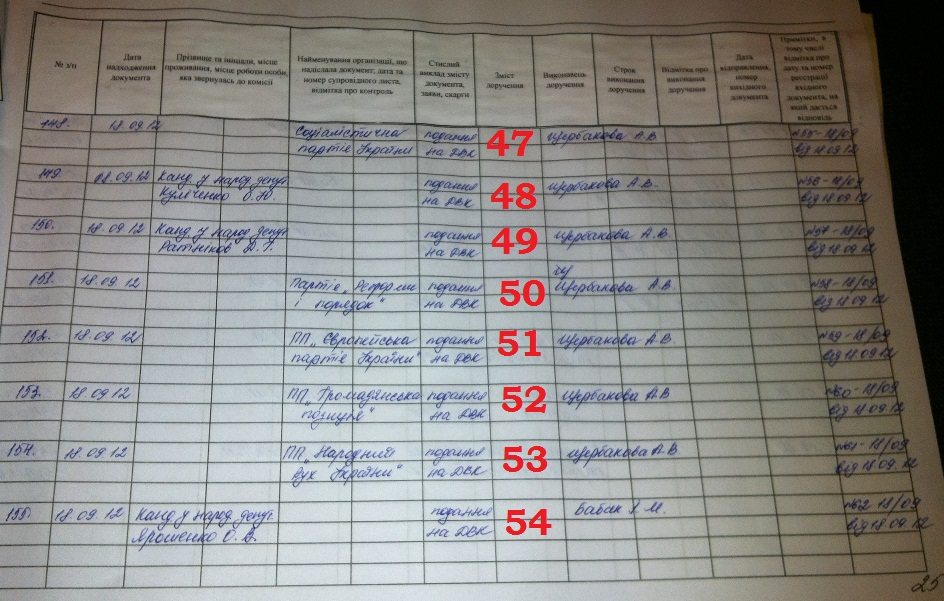 № з/п
Дата надходження документа
Прізвище та ініціали, місце проживання, місце роботи особи, яка звернулась до комісії
Найменування організації, що надіслала документ, дата та номер супровідного листа, відмітка про контроль
Стислий виклад змісту документа, заяви, скарги
Зміст доручення
Виконавець доручення
Строк виконання доручення
Відмітка про виконання доручення
Дата відправлення, номер вихідного документа
Примітки, в тому числі відмітка про дату та номер реєстрації вхідного документа, на який дається відповідь
148. 18.09.12 Соціалістична подання 47 Щербакова А.В. №55-18/09
партія України на ДВК від 18.09.12
149. 18.09.12 Канд. у народ. депут. подання 48 Щербакова А.В. №56-18/09
О.Ю. на ДВК від 18.09.12
150. 18.09.12 Канд. у народ. депут. подання 49 Щербакова А.В. №57-18/09
Д.Г. на ДВК від 18.09.12
151. 18.09.12 Партія „Реформи подання 50 Щербакова А.В. №58-18/09
і порядок" на ДВК від 18.09.12
152. 18.09.12 ПП „Європейська подання 51 Щербакова А.В. №59-18/09
партія України" на ДВК від 18.09.12
153. 18.09.12 ПП „Громадянська подання 52 Щербакова А.В №60-18/09
позиція" на ДВК від 18.09.12
154. 18.09.12 ПП „Народний подання 53 Щербакова А.В №61-18/09
Рух України" на ДВК від 18.09.12
155. 18.09.12 Канд у народ. депут. подання 54 Бабак І.М. №62-18/09
Ярошенко О.В. на ДВК від 18.09.12
25